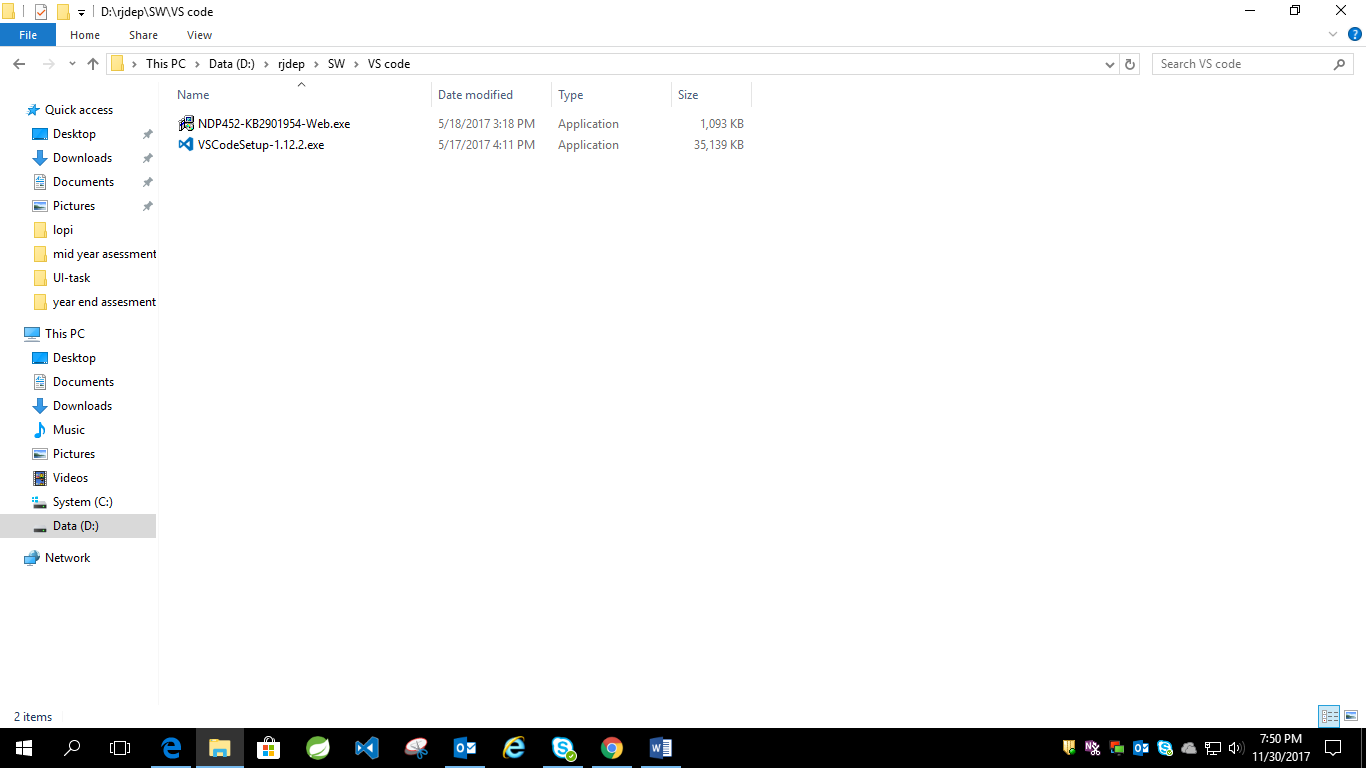 D:\rjdep\SW\VS code
File Home Share View
This PC Data (D:) rjdep SW VS code
Search VS code
Name Date modified Type Size
NDP452-KB2901954-Web.exe 5/18/2017 3:18 PM Application 1,093 KB
VSCodeSetup-1.12.2.exe 5/17/2017 4:11 PM Application 35,139 KB
Quick access
Desktop
Downloads
Documents
Pictures
mid year asessment
UI-task
year end assesment
This PC
Desktop
Documents
Downloads
Music
Pictures
Videos
System (C:)
Data (D:)
Network
2 items
7:50 PM
11/30/2017